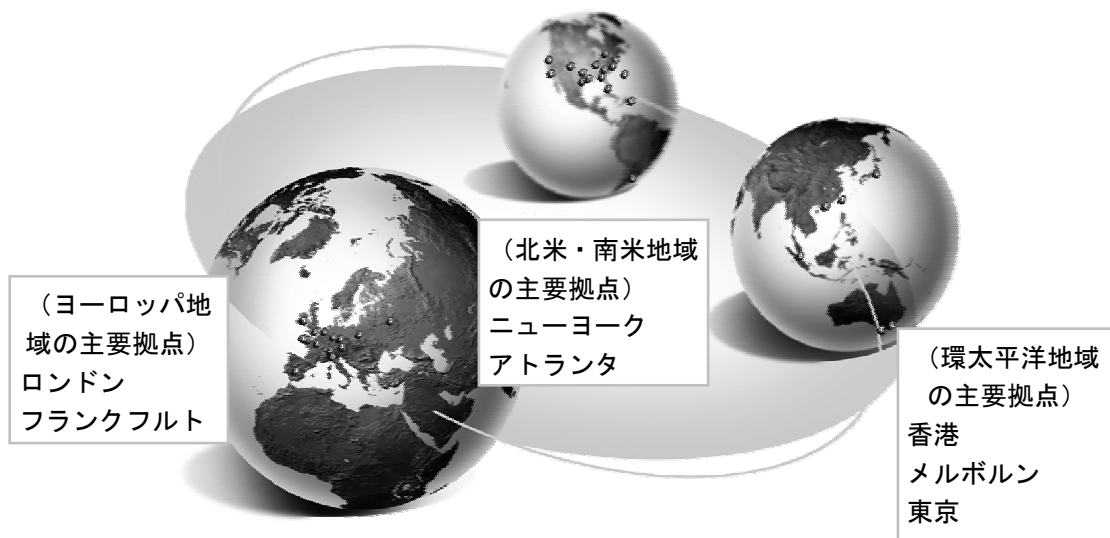 （ヨーロッパ地
域の主要拠点）
ロンドン
フランクフルト
（北米・南米地域
の主要拠点）
ニューヨーク
アトランタ
（環太平洋地域
の主要拠点）
香港
メルボルン
東京